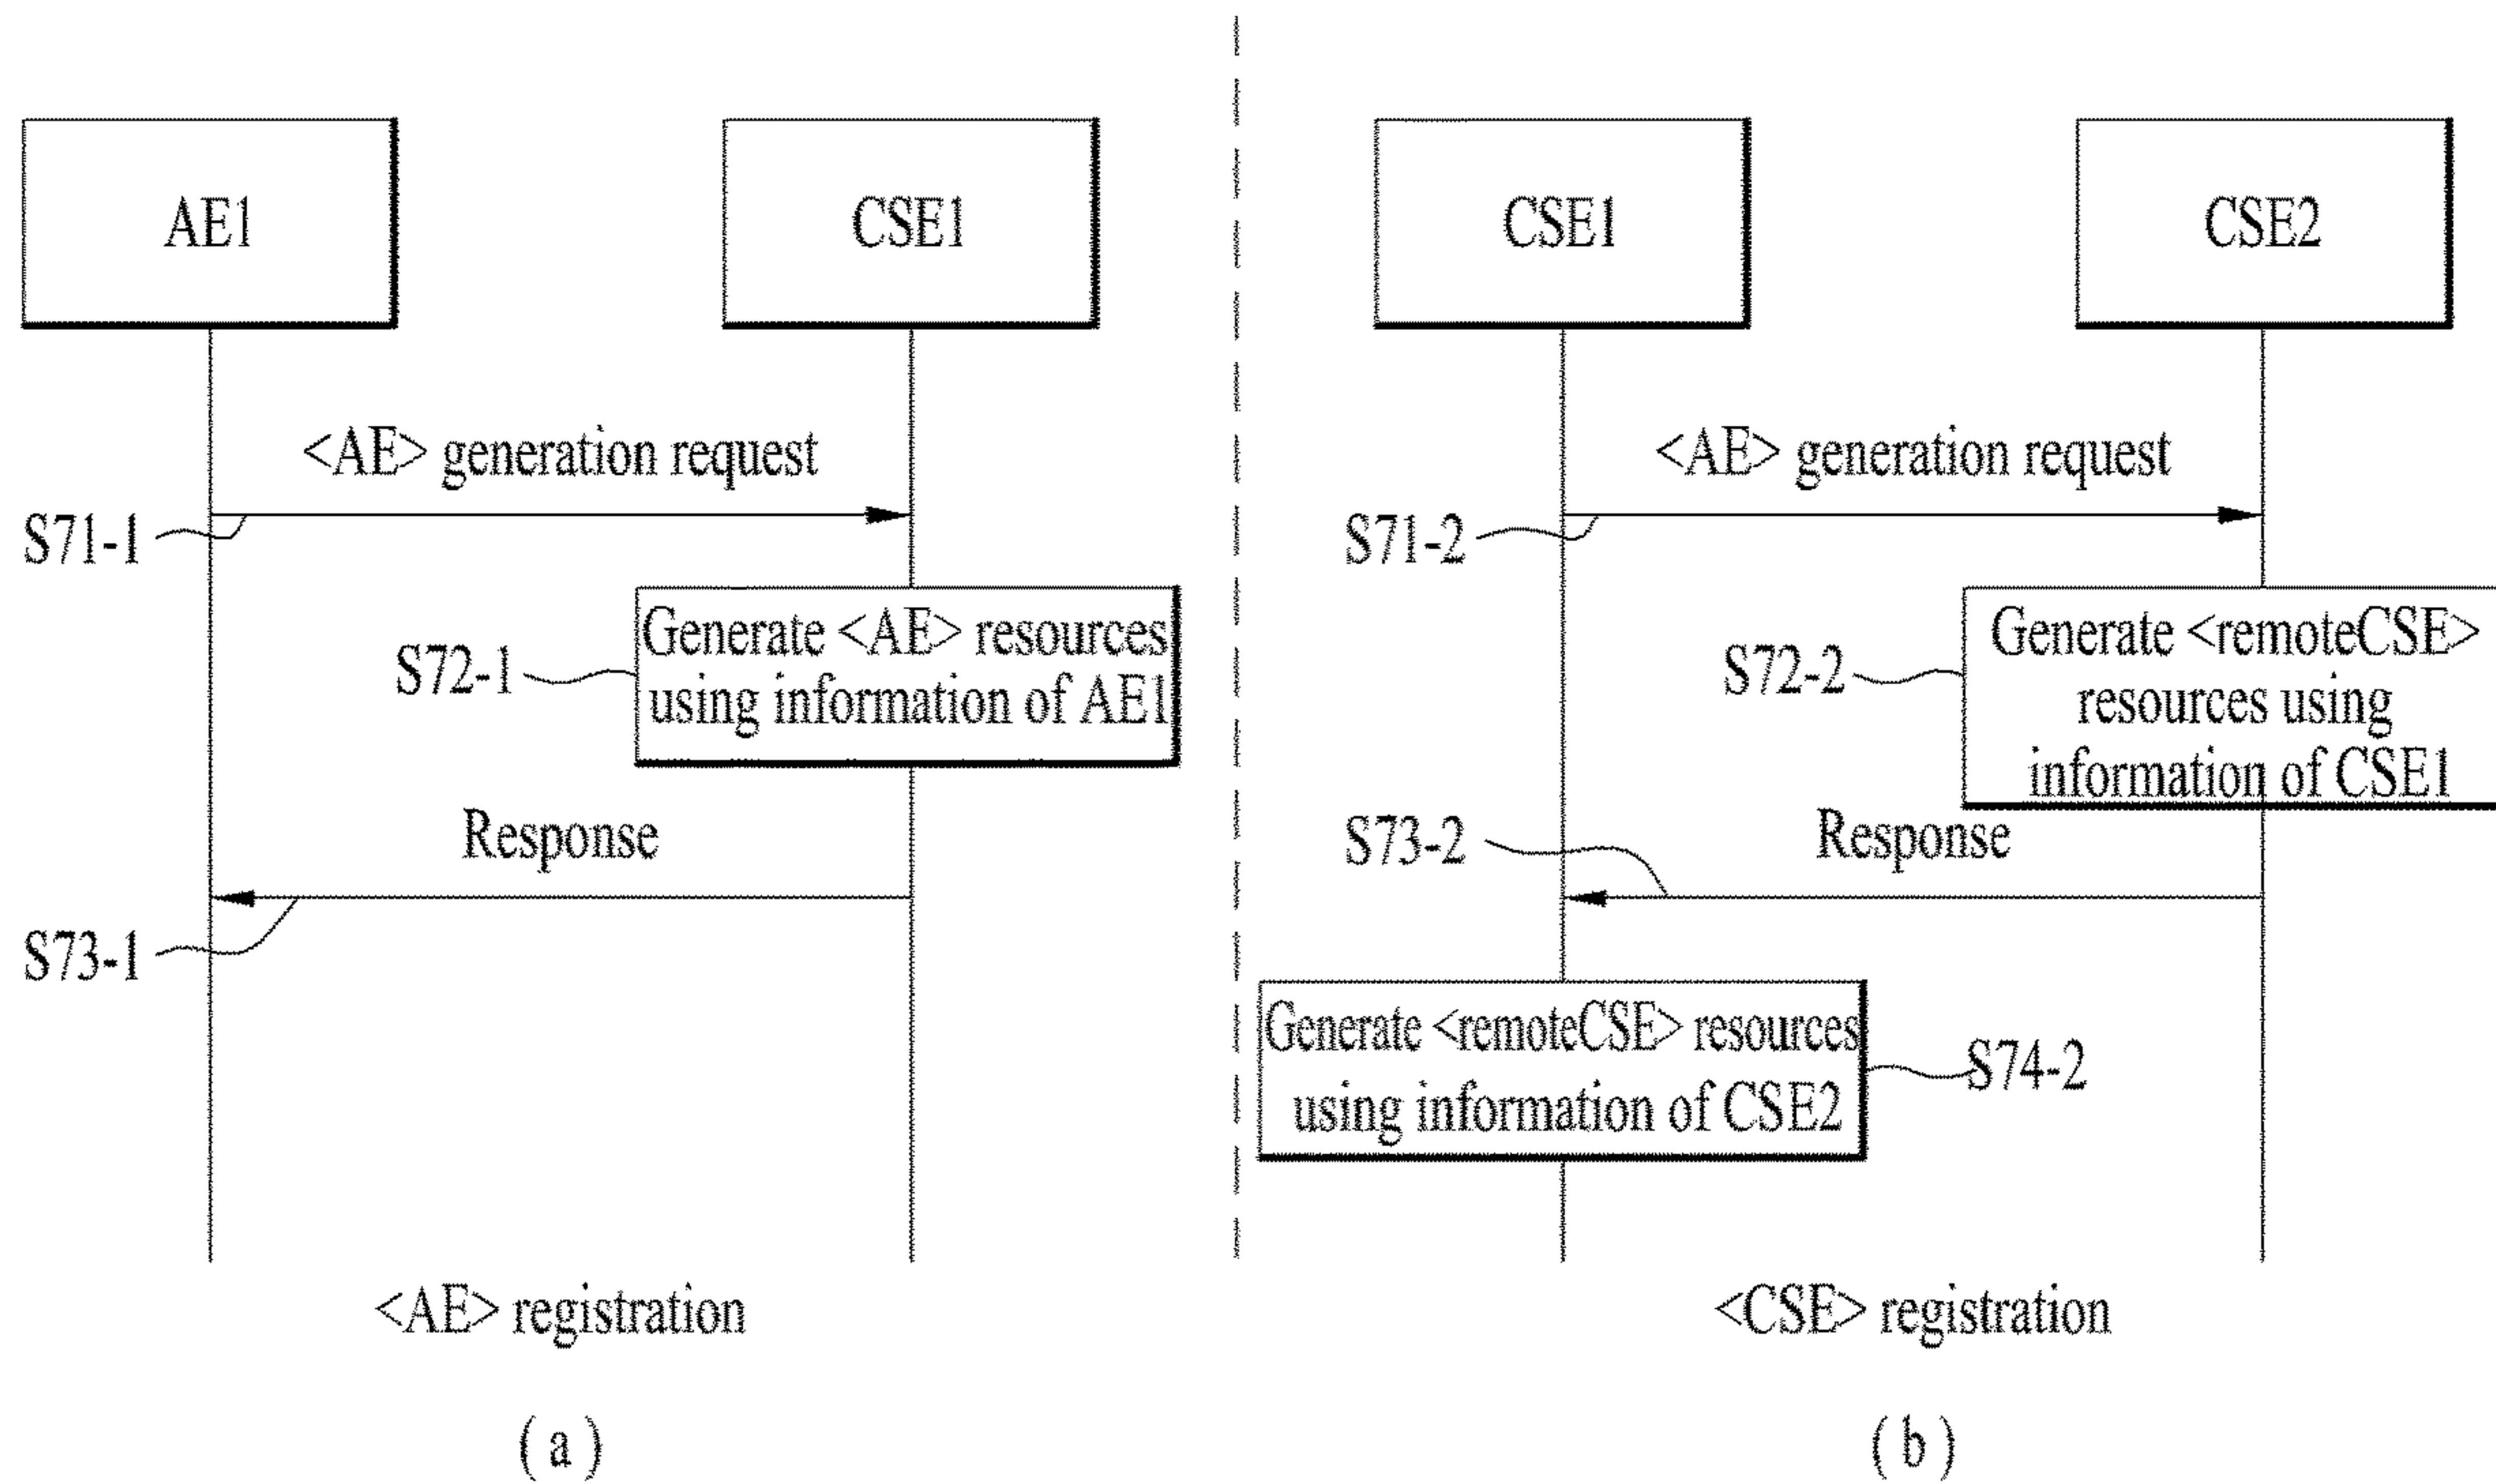 AE1
CSE1
<AE> generation request
S71-1
Generate <AE> resources
using information of AE1
S72-1
Response
S73-1
<AE> registration
( a )
CSE1
CSE2
<AE> generation request
S71-2
Generate <remoteCSE>
resources using
information of CSE1
S72-2
Response
S73-2
Generate <remoteCSE> resources
using information of CSE2
S74-2
<CSE> registration
( b )